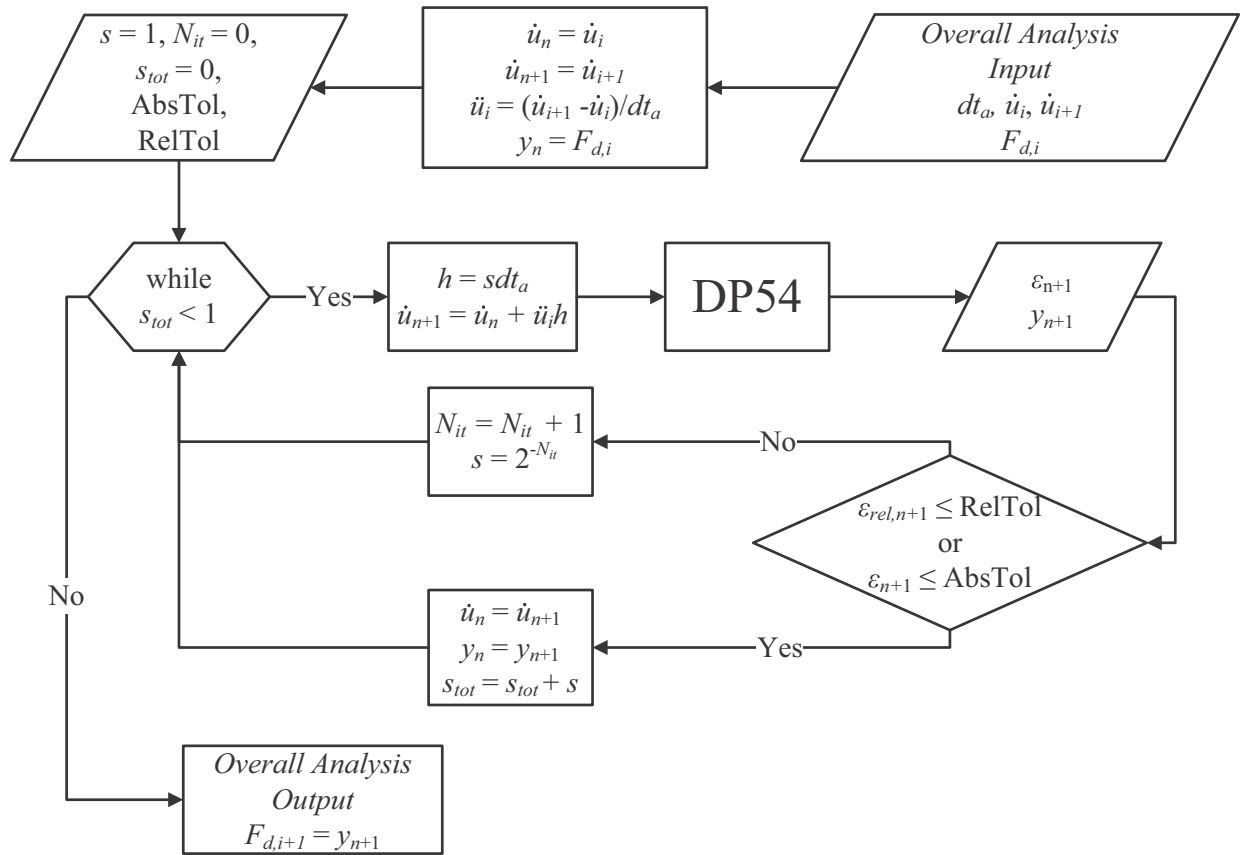 s = 1, N_it = 0,
s_tot = 0,
AbsTol,
RelTol
u̇_n = u̇_i
u̇_n+1 = u̇_i+1
ü_i = (u̇_i+1 -u̇_i)/dt_a
y_n = F_d,i
Overall Analysis
Input
dt_a, u̇_i, u̇_i+1
F_d,i
while
s_tot < 1
Yes
h = sdt_a
u̇_n+1 = u̇_n + ü_ih
DP54
ε_n+1
y_n+1
N_it = N_it + 1
s = 2^-N_it
No
ε_rel,n+1 ≤ RelTol
or
ε_n+1 ≤ AbsTol
No
u̇_n = u̇_n+1
y_n = y_n+1
s_tot = s_tot + s
Yes
Overall Analysis
Output
F_d,i+1 = y_n+1